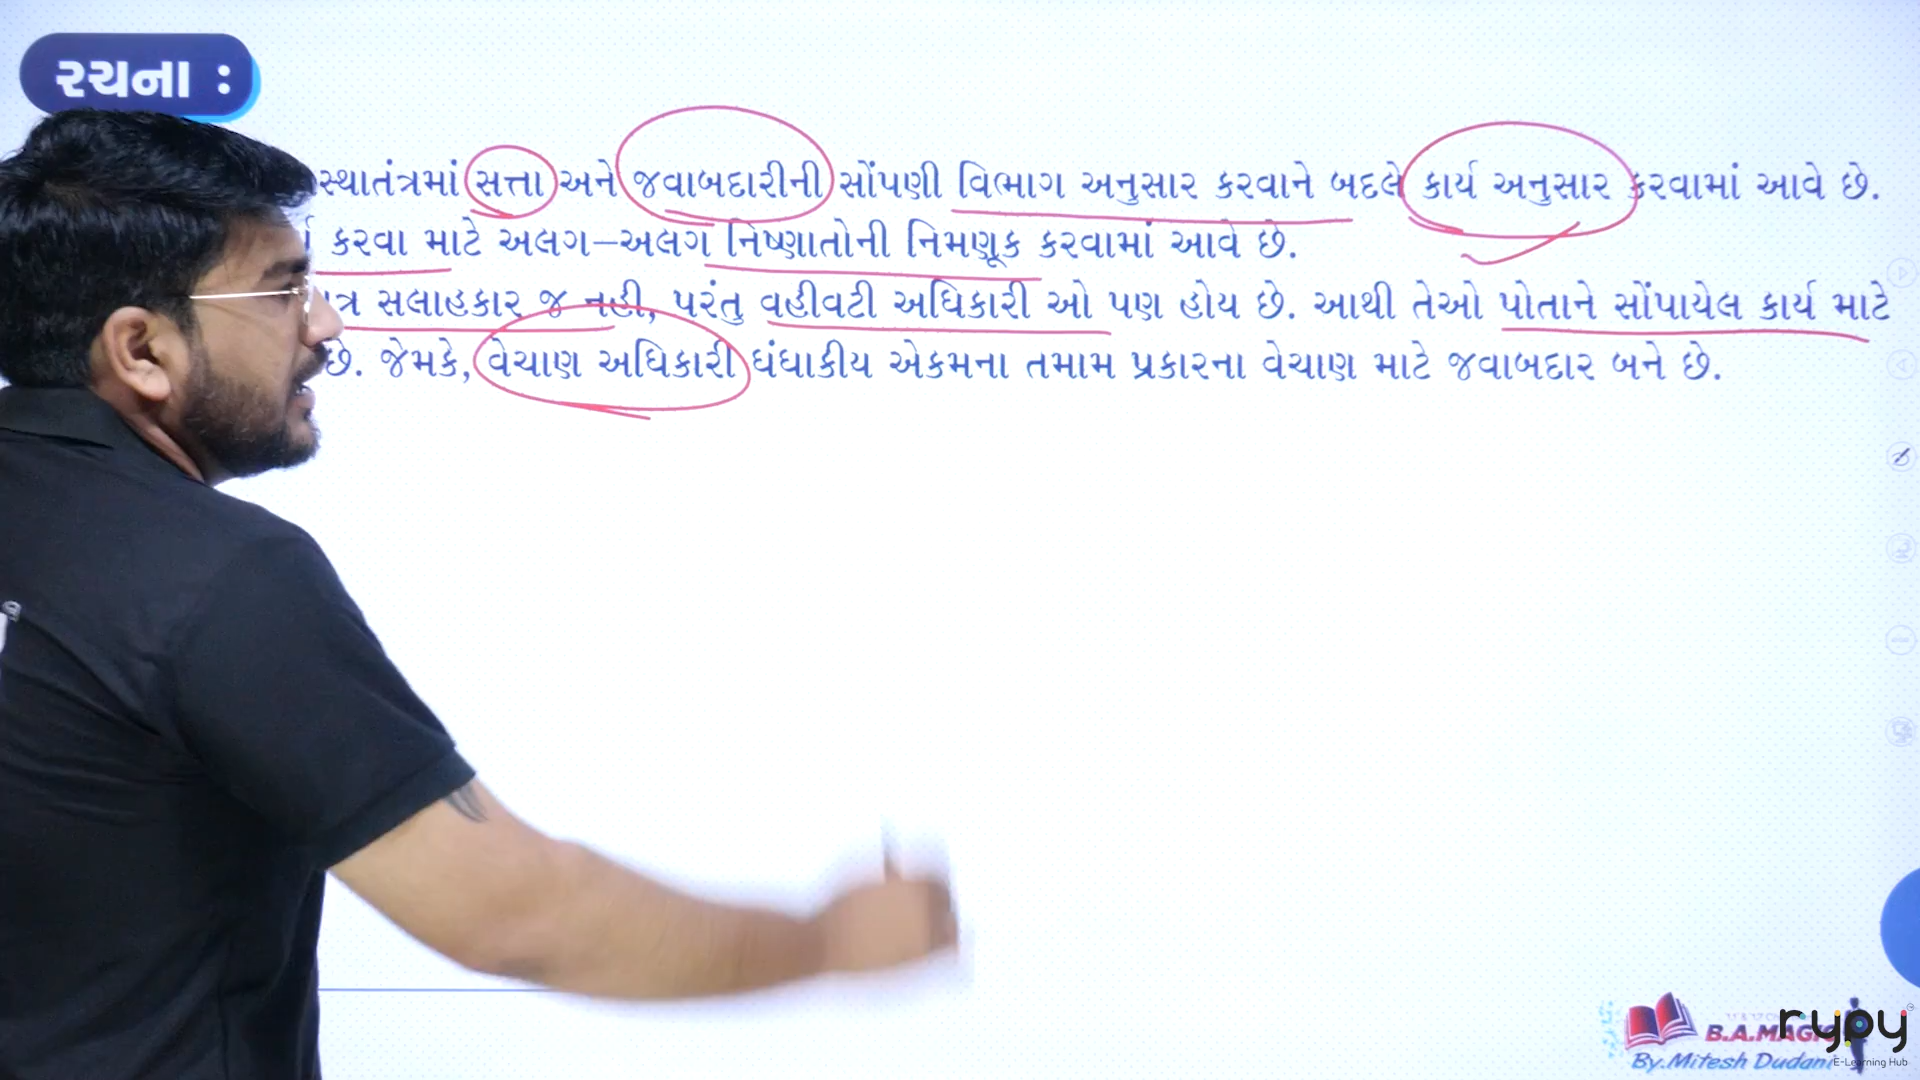 રચના :
સ્થાતંત્રમાં સત્તા અને જવાબદારીની સોંપણી વિભાગ અનુસાર કરવાને બદલે કાર્ય અનુસાર કરવામાં આવે છે.
કરવા માટે અલગ–અલગ નિષ્ણાતોની નિમણૂક કરવામાં આવે છે.
સલાહકાર જ નહી, પરંતુ વહીવટી અધિકારી ઓ પણ હોય છે. આથી તેઓ પોતાને સોંપાયેલ કાર્ય માટે
છે. જેમકે, વેચાણ અધિકારી ધંધાકીય એકમના તમામ પ્રકારના વેચાણ માટે જવાબદાર બને છે.
B.A.MAGIC
rypy
By.Mitesh Dudani
E-Learning Hub